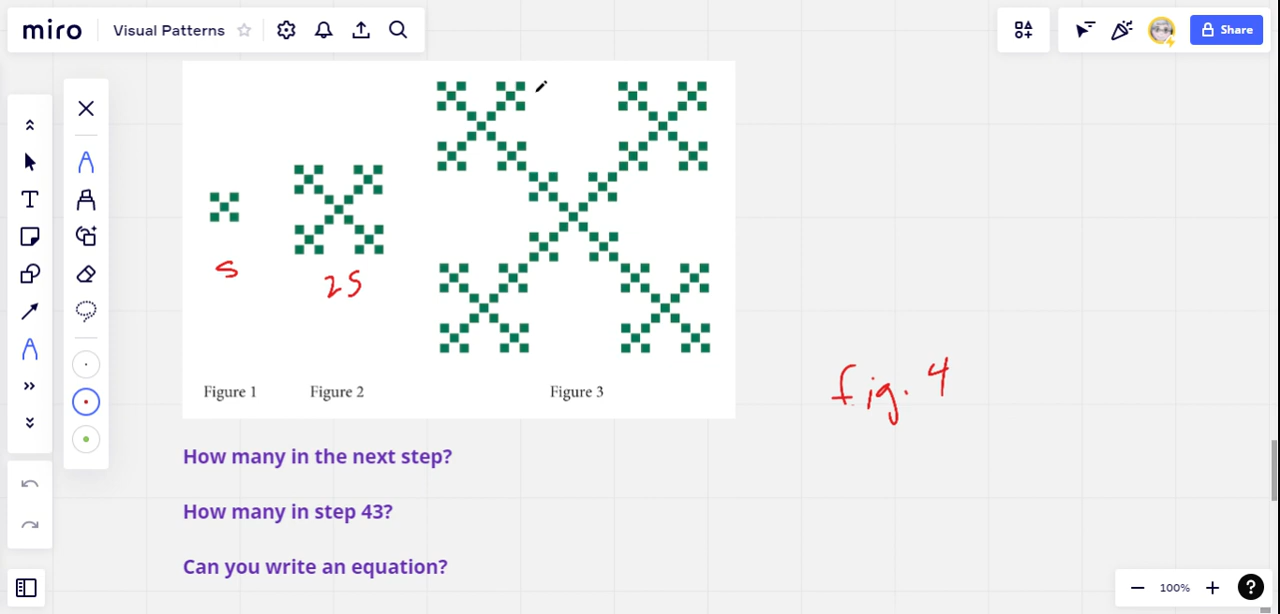 miro
Visual Patterns
Share
T
5
25
Figure 1
Figure 2
Figure 3
fig. 4
How many in the next step?
How many in step 43?
Can you write an equation?
100%
?